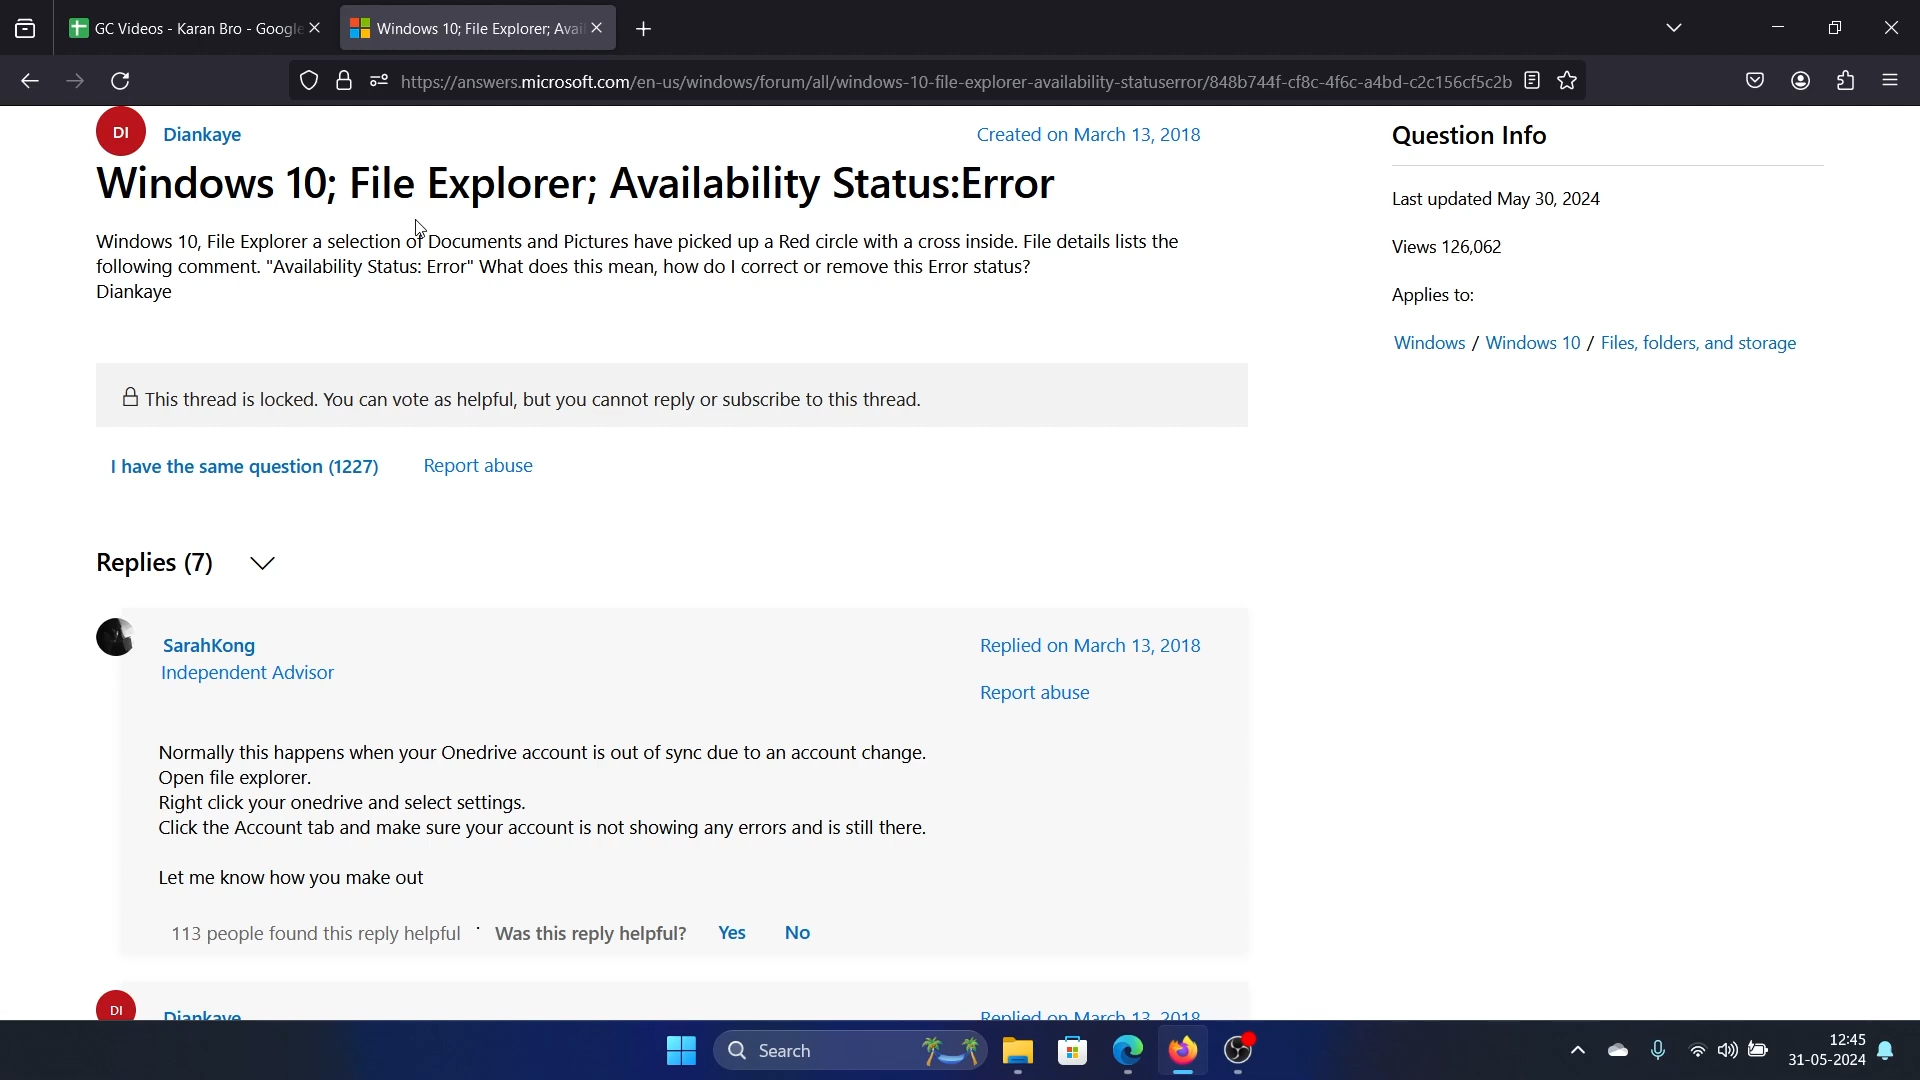 GC Videos - Karan Bro - Google
Windows 10; File Explorer; Avail
https://answers.microsoft.com/en-us/windows/forum/all/windows-10-file-explorer-availability-statuserror/848b744f-cf8c-4f6c-a4bd-c2c156cf5c2b
DI
Diankaye
Created on March 13, 2018
Windows 10; File Explorer; Availability Status:Error
Windows 10, File Explorer a selection of Documents and Pictures have picked up a Red circle with a cross inside. File details lists the
following comment. "Availability Status: Error" What does this mean, how do I correct or remove this Error status?
Diankaye
Question Info
Last updated May 30, 2024
Views 126,062
Applies to:
Windows / Windows 10 / Files, folders, and storage
This thread is locked. You can vote as helpful, but you cannot reply or subscribe to this thread.
I have the same question (1227)
Report abuse
Replies (7)
SarahKong
Independent Advisor
Replied on March 13, 2018
Report abuse
Normally this happens when your Onedrive account is out of sync due to an account change.
Open file explorer.
Right click your onedrive and select settings.
Click the Account tab and make sure your account is not showing any errors and is still there.
Let me know how you make out
113 people found this reply helpful · Was this reply helpful? Yes No
DI
Diankaye
Replied on March 13, 2018
Search
12:45
31-05-2024